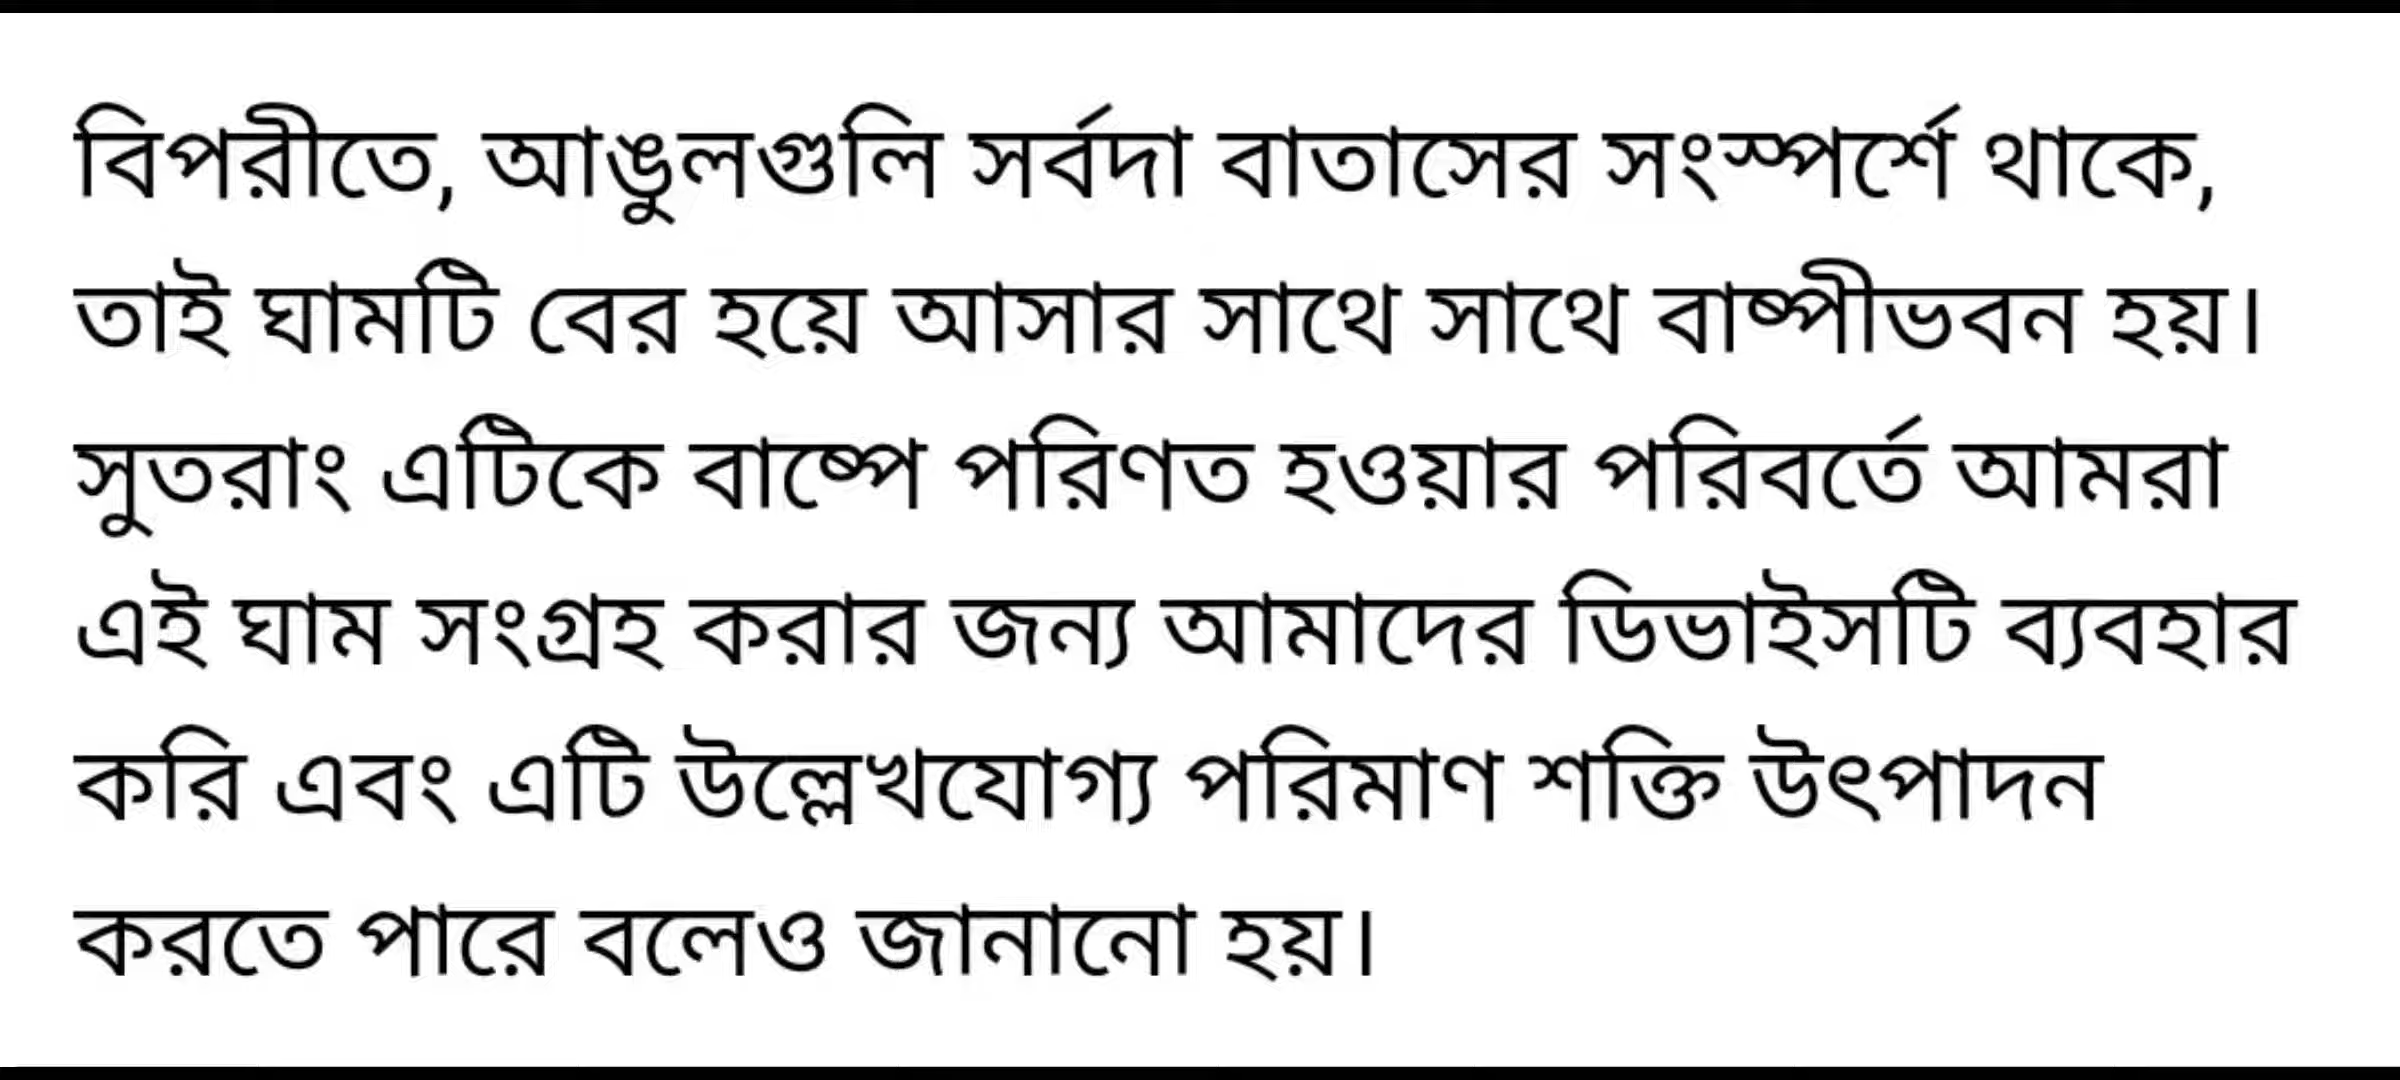 বিপরীতে, আঙুলগুলি সর্বদা বাতাসের সংস্পর্শে থাকে,
তাই ঘামটি বের হয়ে আসার সাথে সাথে বাষ্পীভবন হয়।
সুতরাং এটিকে বাষ্পে পরিণত হওয়ার পরিবর্তে আমরা
এই ঘাম সংগ্রহ করার জন্য আমাদের ডিভাইসটি ব্যবহার
করি এবং এটি উল্লেখযোগ্য পরিমাণ শক্তি উৎপাদন
করতে পারে বলেও জানানো হয়।